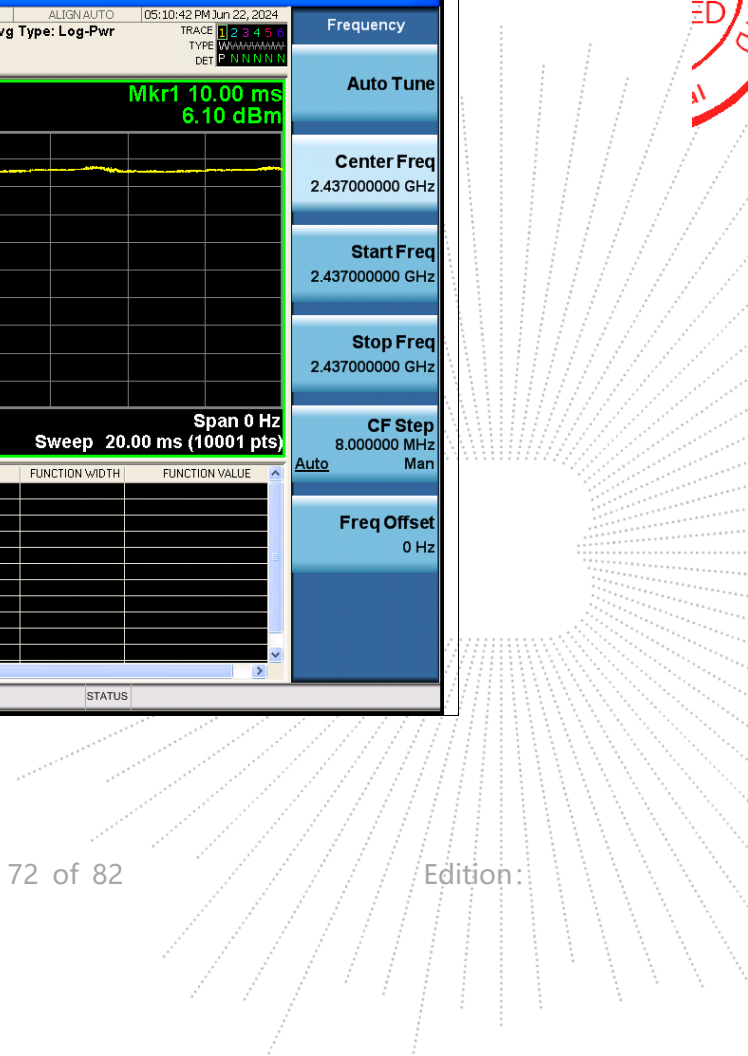 ALIGN AUTO 05:10:42 PM Jun 22, 2024
vg Type: Log-Pwr
TRACE 1 2 3 4 5 6
TYPE WWWWWW
DET P N N N N N
Mkr1 10.00 ms
6.10 dBm
Span 0 Hz
Sweep 20.00 ms (10001 pts)
FUNCTION WIDTH FUNCTION VALUE
STATUS
Frequency
Auto Tune
Center Freq
2.437000000 GHz
Start Freq
2.437000000 GHz
Stop Freq
2.437000000 GHz
CF Step
8.000000 MHz
Auto Man
Freq Offset
0 Hz
ED
72 of 82 Edition: